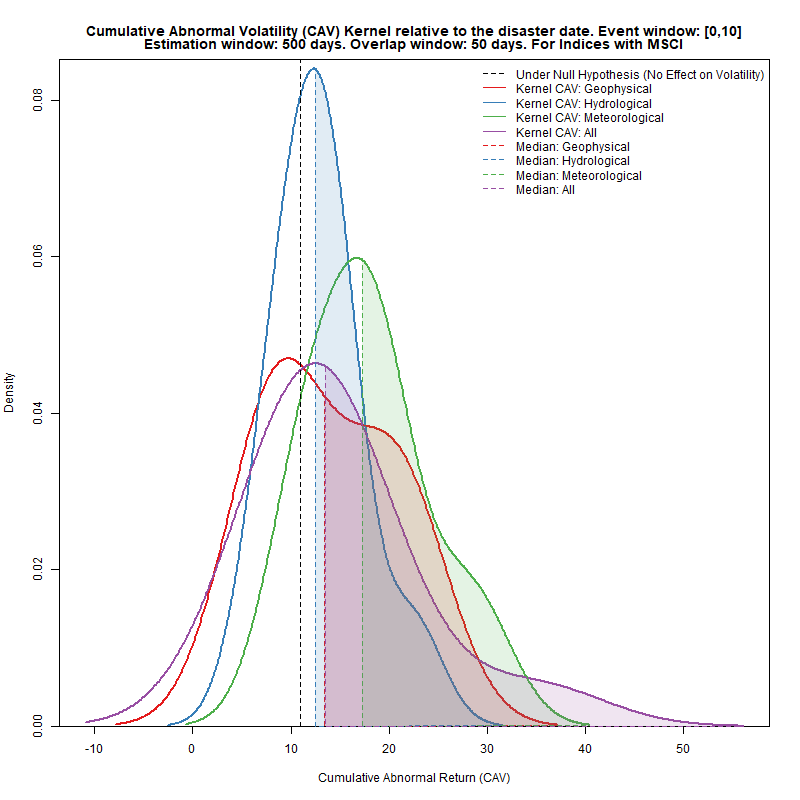 Cumulative Abnormal Volatility (CAV) Kernel relative to the disaster date. Event window: [0,10]
Estimation window: 500 days. Overlap window: 50 days. For Indices with MSCI
Under Null Hypothesis (No Effect on Volatility)
Kernel CAV: Geophysical
Kernel CAV: Hydrological
Kernel CAV: Meteorological
Kernel CAV: All
Median: Geophysical
Median: Hydrological
Median: Meteorological
Median: All
Density
0.08
0.06
0.04
0.02
0.00
-10 0 10 20 30 40 50
Cumulative Abnormal Return (CAV)